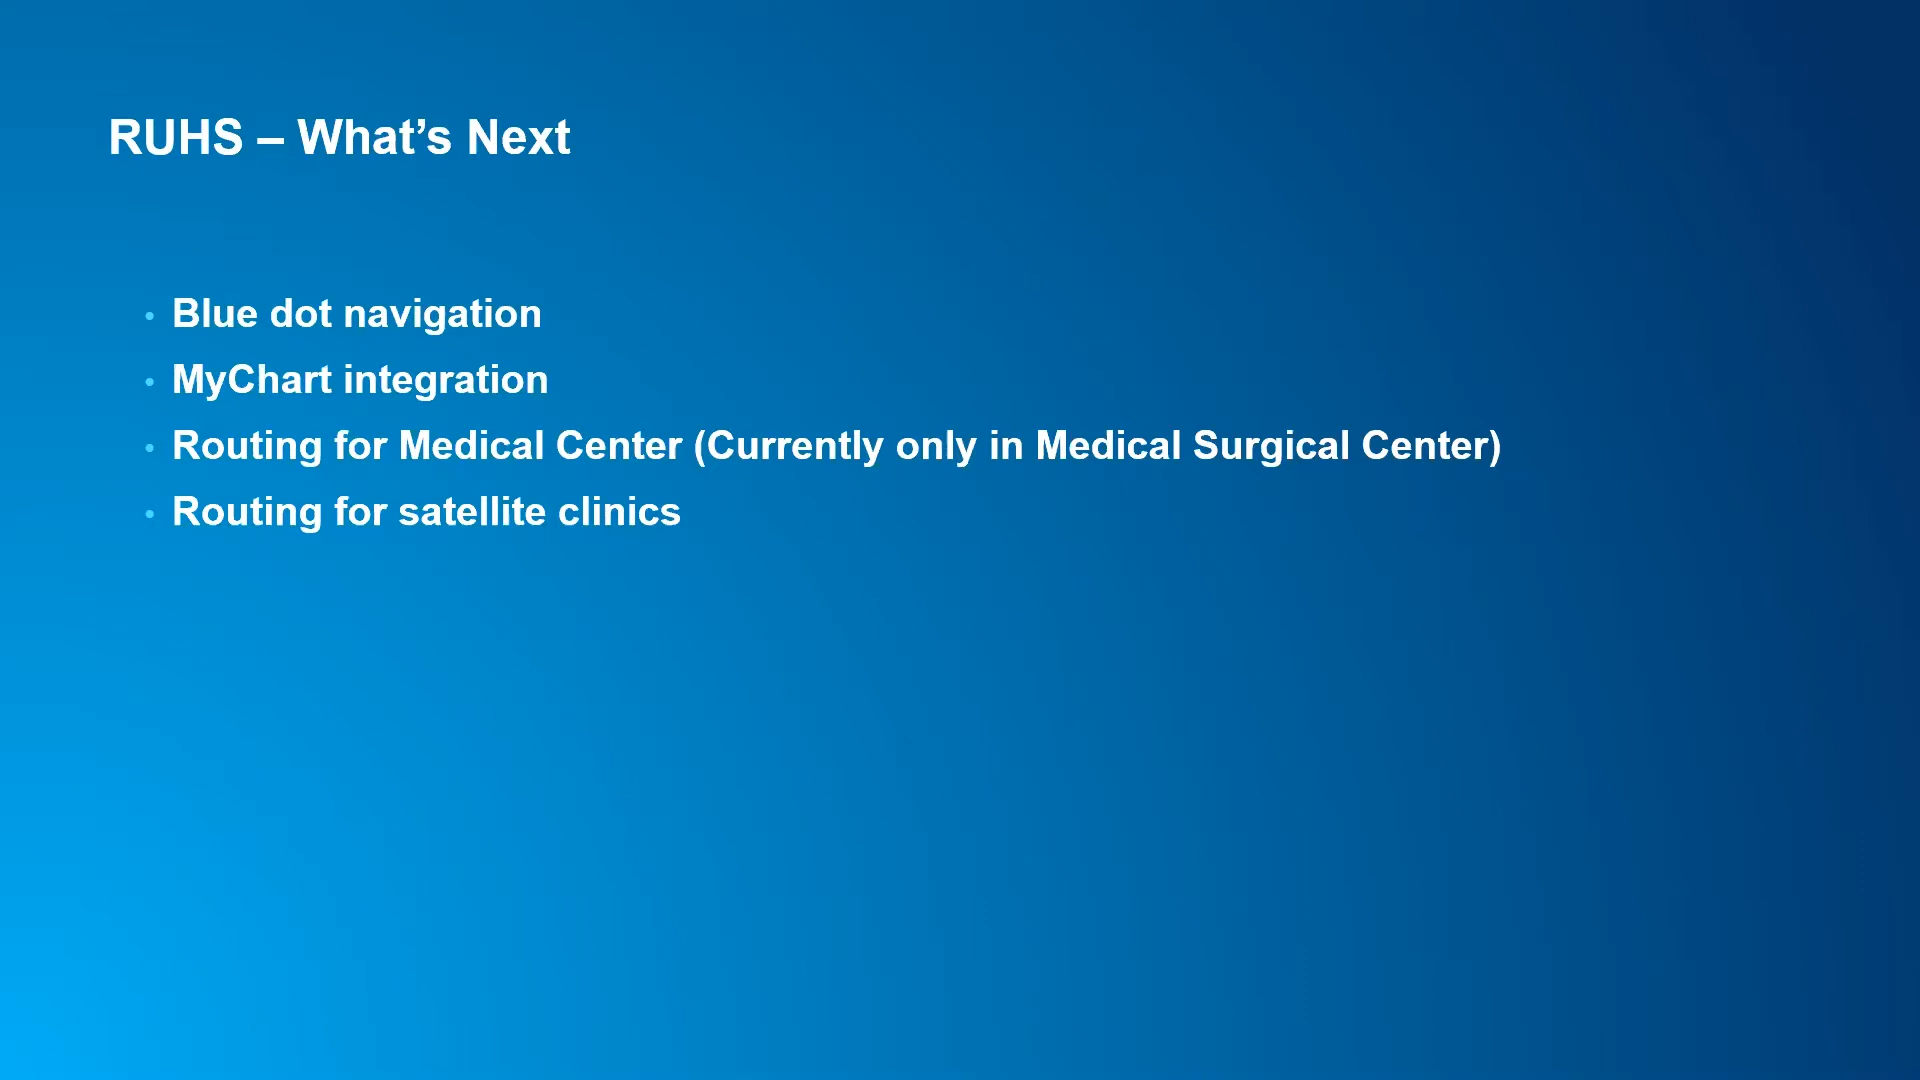 RUHS – What’s Next
• Blue dot navigation
• MyChart integration
• Routing for Medical Center (Currently only in Medical Surgical Center)
• Routing for satellite clinics